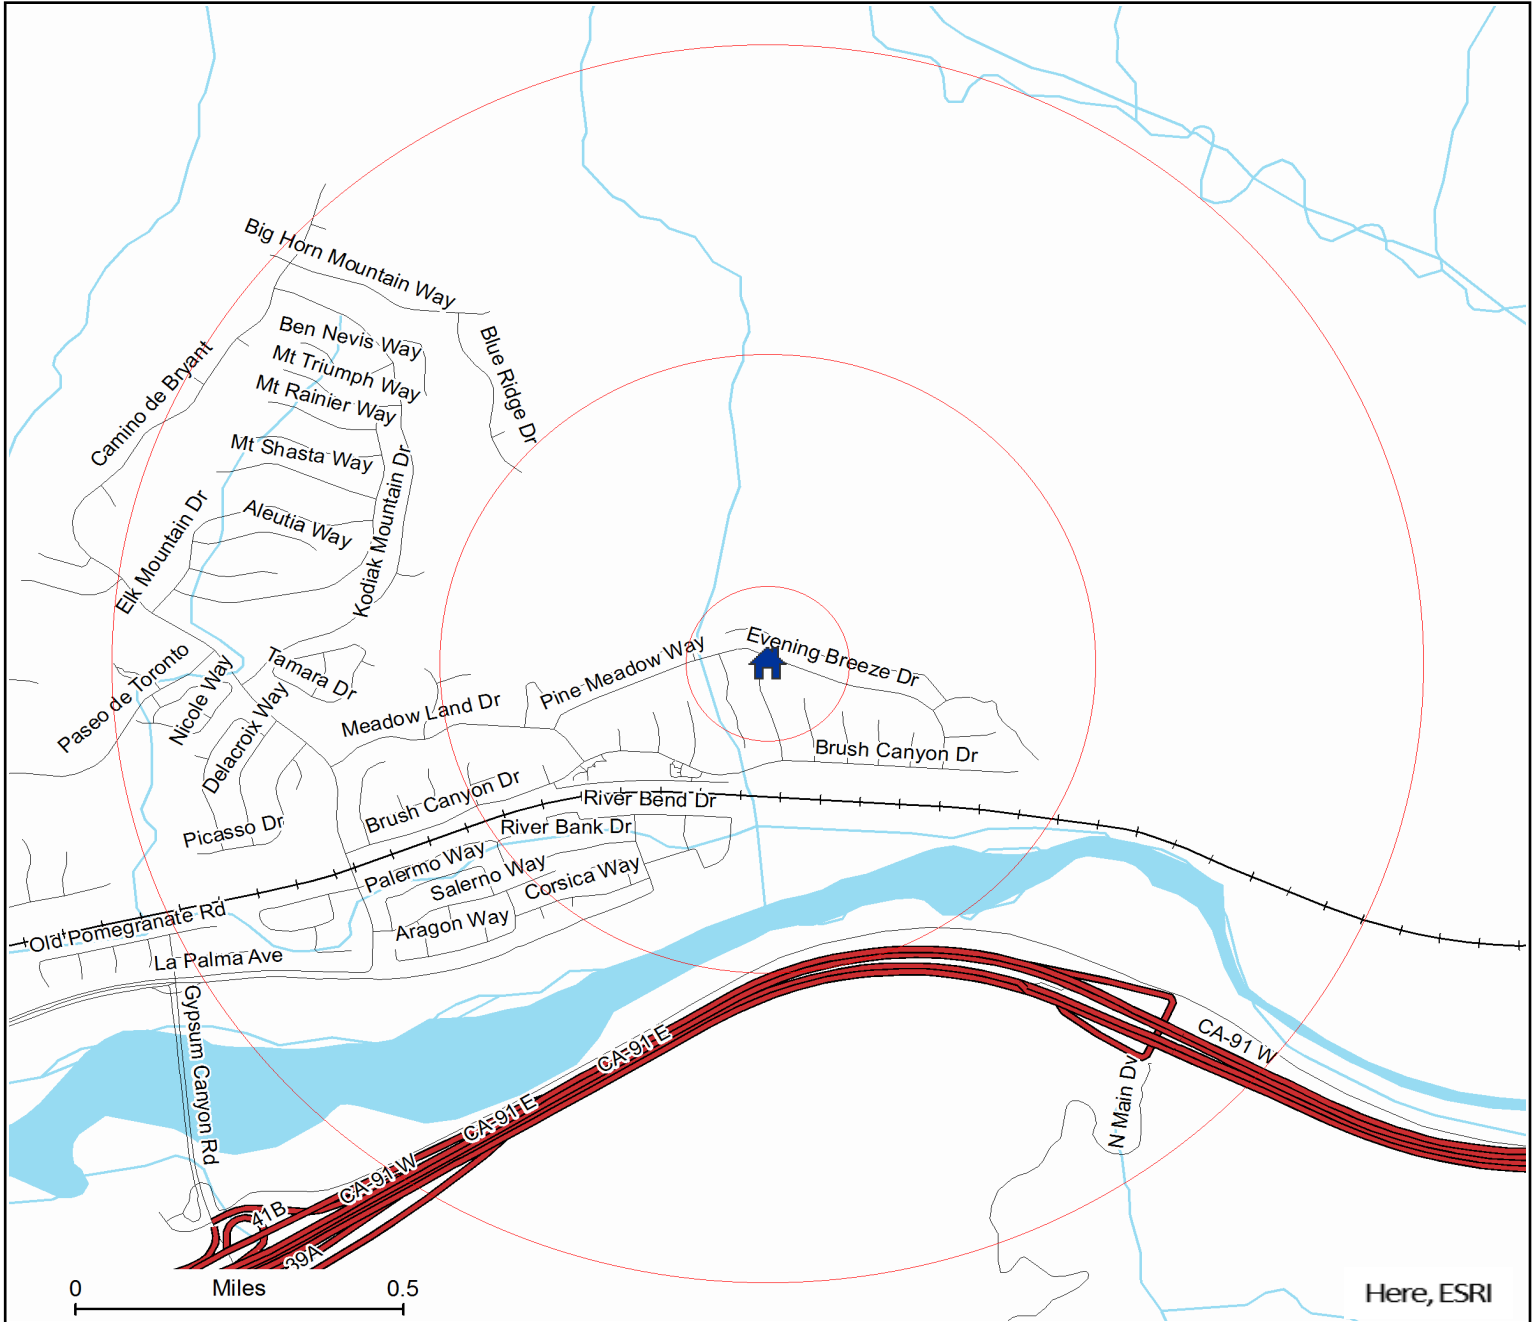 Big Horn Mountain Way
Ben Nevis Way
Mt Triumph Way
Mt Rainier Way
Blue Ridge Dr
Camino de Bryant
Mt Shasta Way
Kodiak Mountain Dr
Aleutia Way
Elk Mountain Dr
Evening Breeze Dr
Pine Meadow Way
Tamara Dr
Paseo de Toronto
Nicole Way
Delacroix Way
Meadow Land Dr
Brush Canyon Dr
Brush Canyon Dr
River Bend Dr
River Bank Dr
Picasso Dr
Palermo Way
Salerno Way
Corsica Way
Aragon Way
Old Pomegranate Rd
La Palma Ave
Gypsum Canyon Rd
CA-91 E
CA-91 W
N Main Dv
CA-91 E
CA-91 W
41B
39A
0 Miles 0.5
Here, ESRI